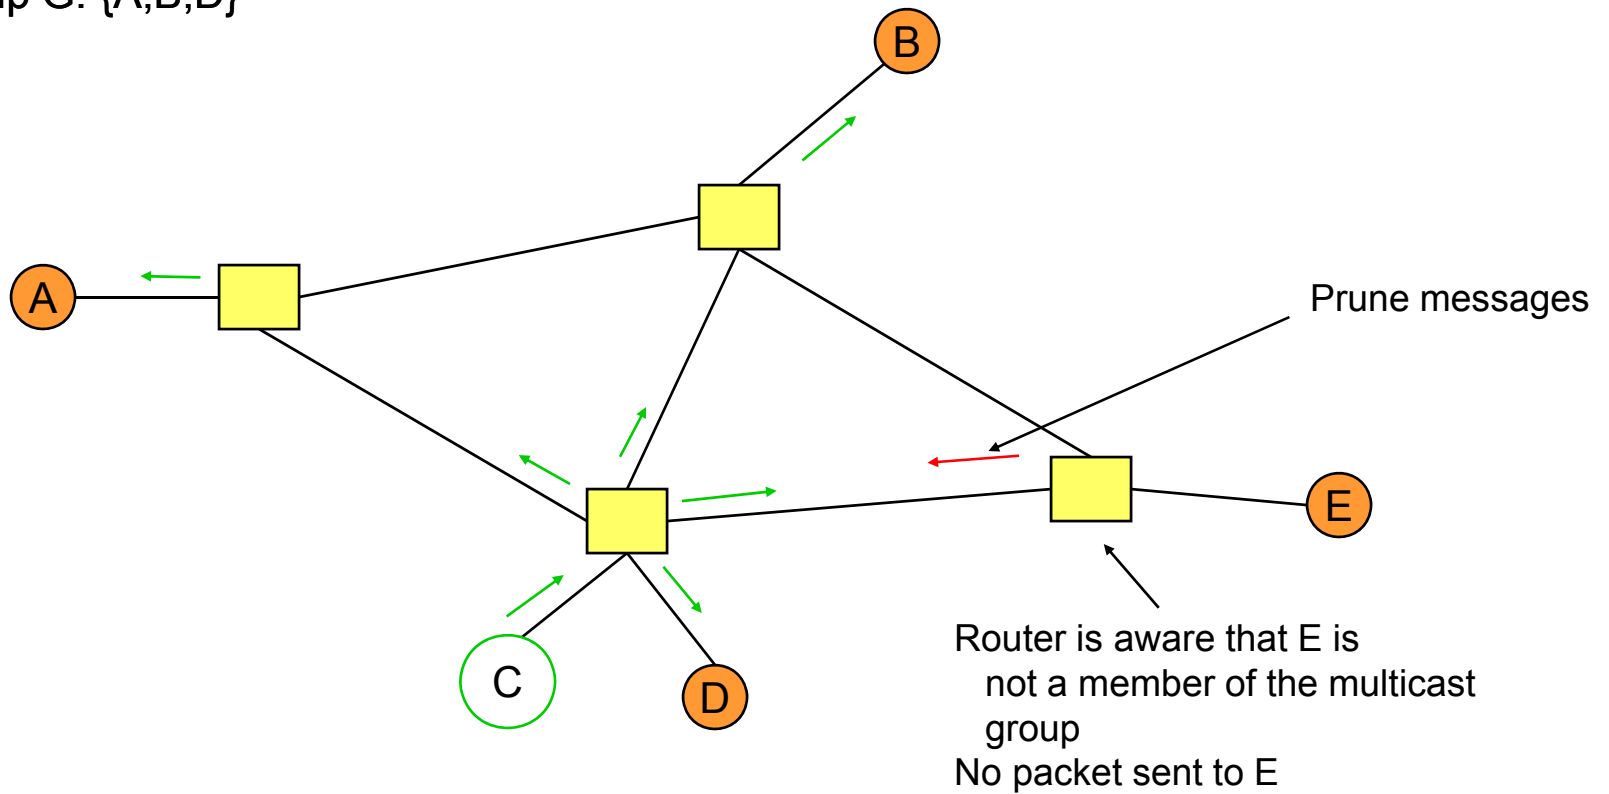 G: {A,B,D}
B
A
Prune messages
E
Router is aware that E is
not a member of the multicast
group
No packet sent to E
C
D